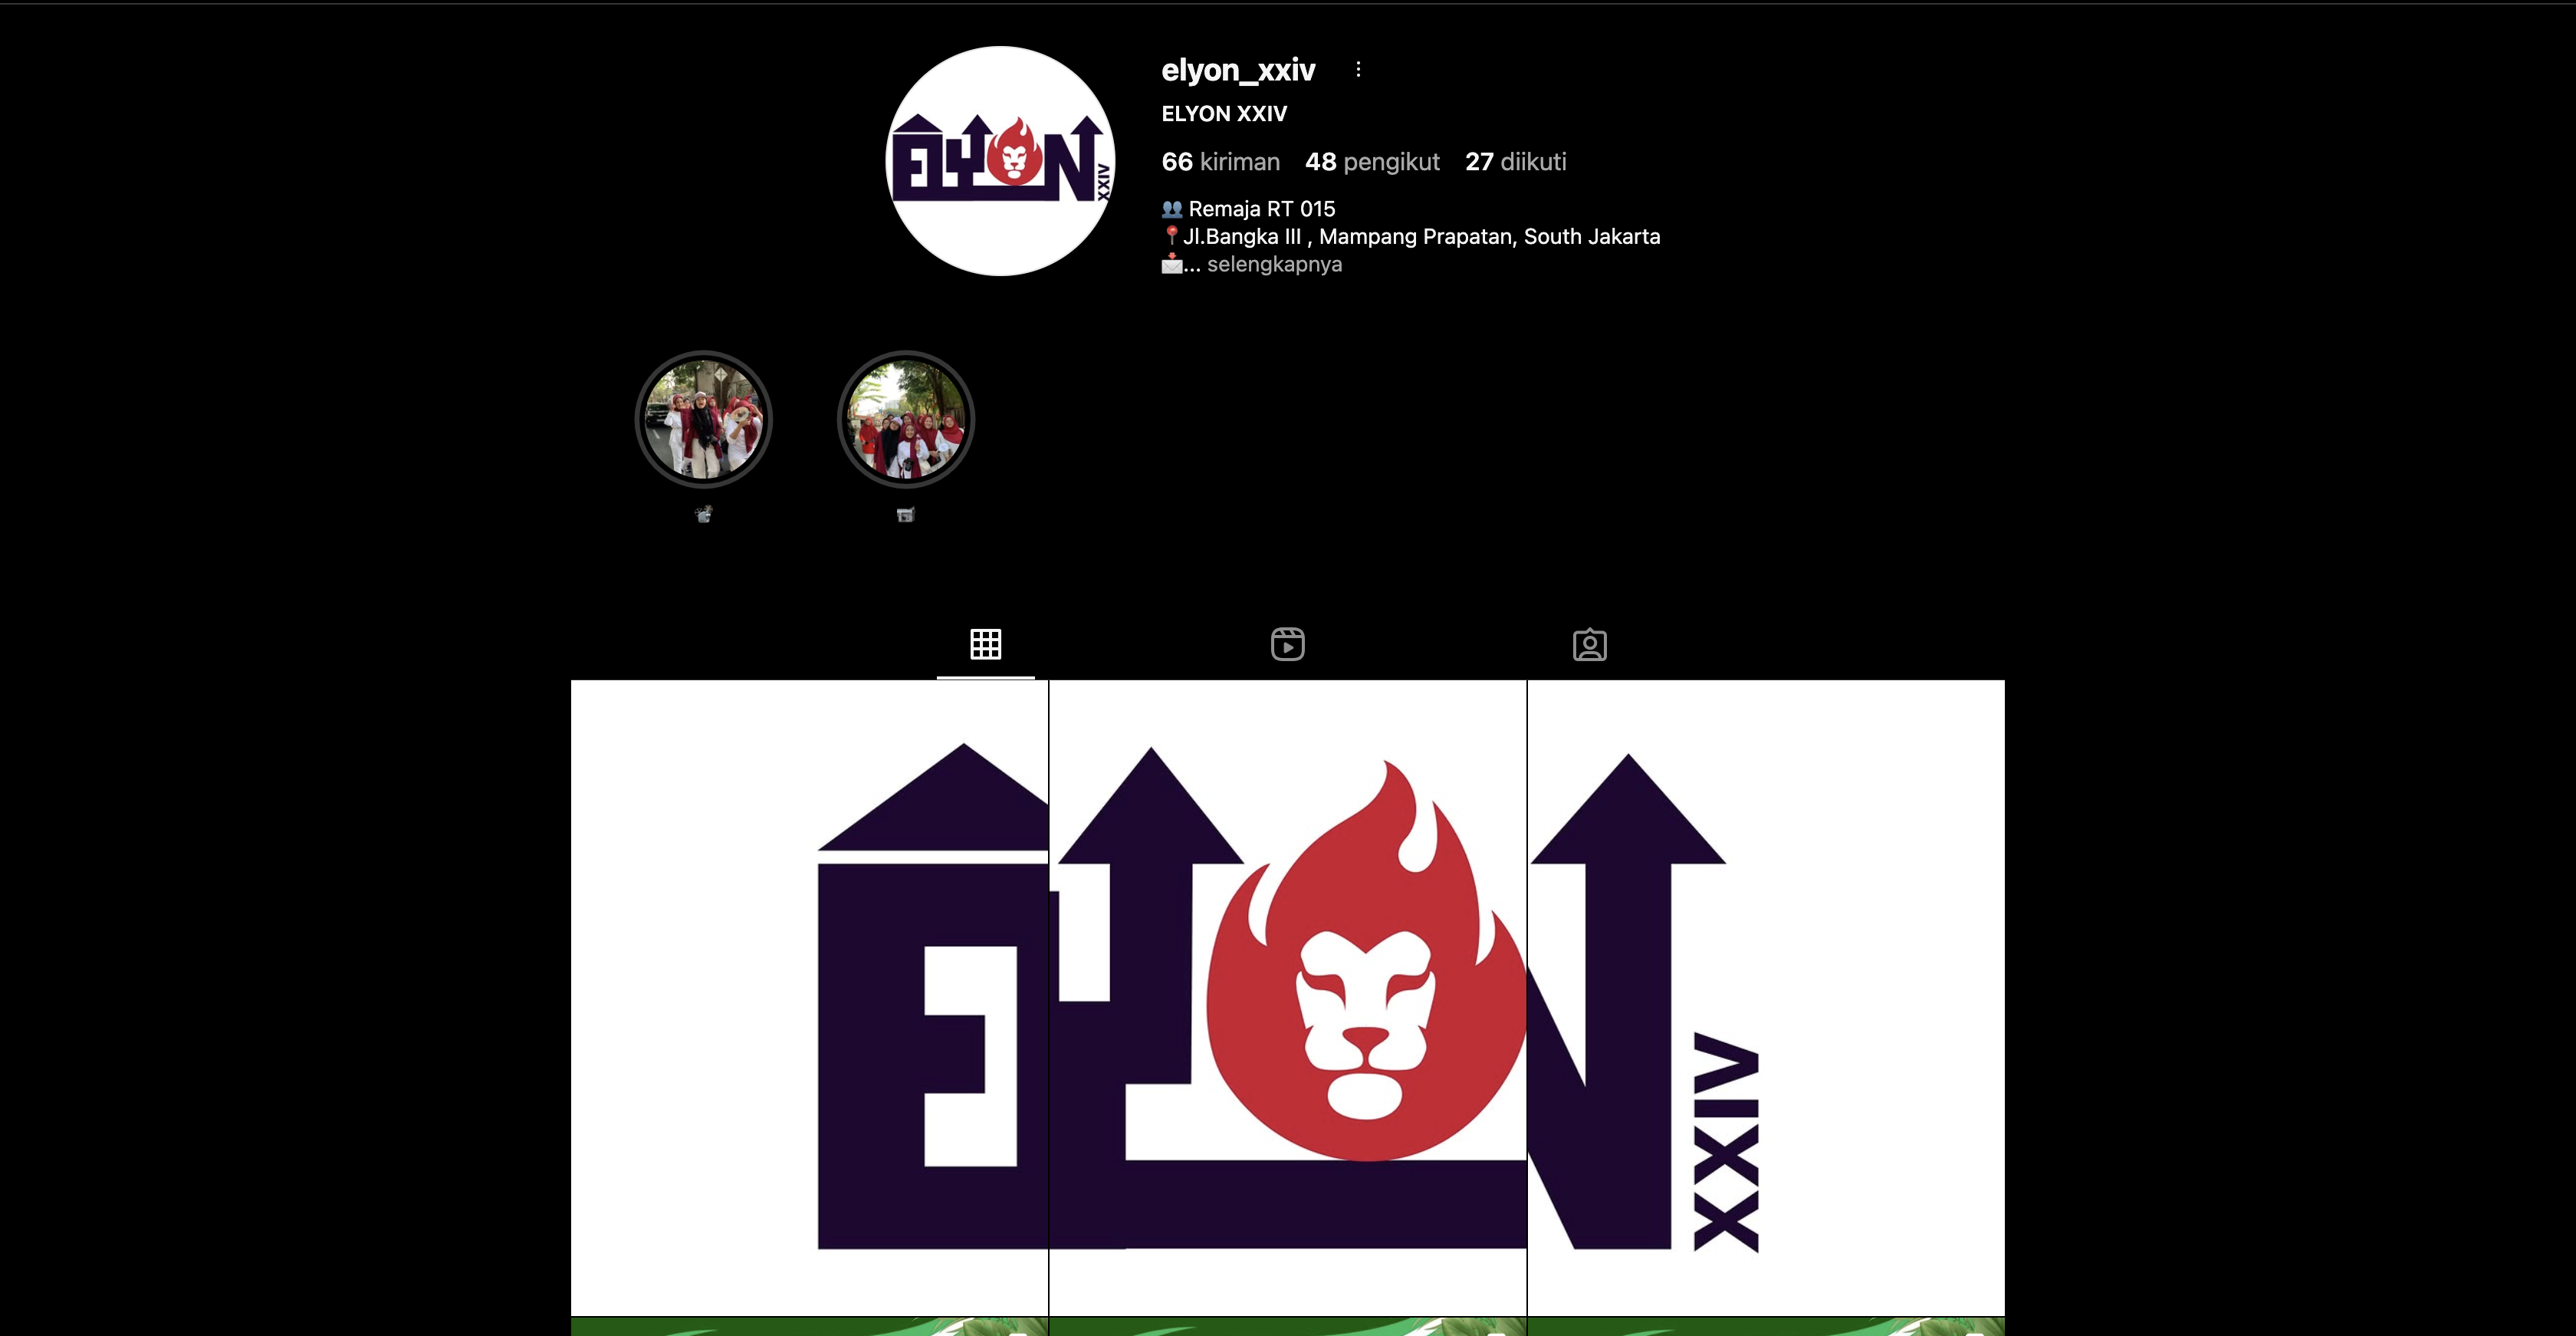 elyon_xxiv
ELYON XXIV
66 kiriman 48 pengikut 27 diikuti
👥 Remaja RT 015
📍Jl.Bangka III , Mampang Prapatan, South Jakarta
📩... selengkapnya
ELYON XXIV
ELYON XXIV